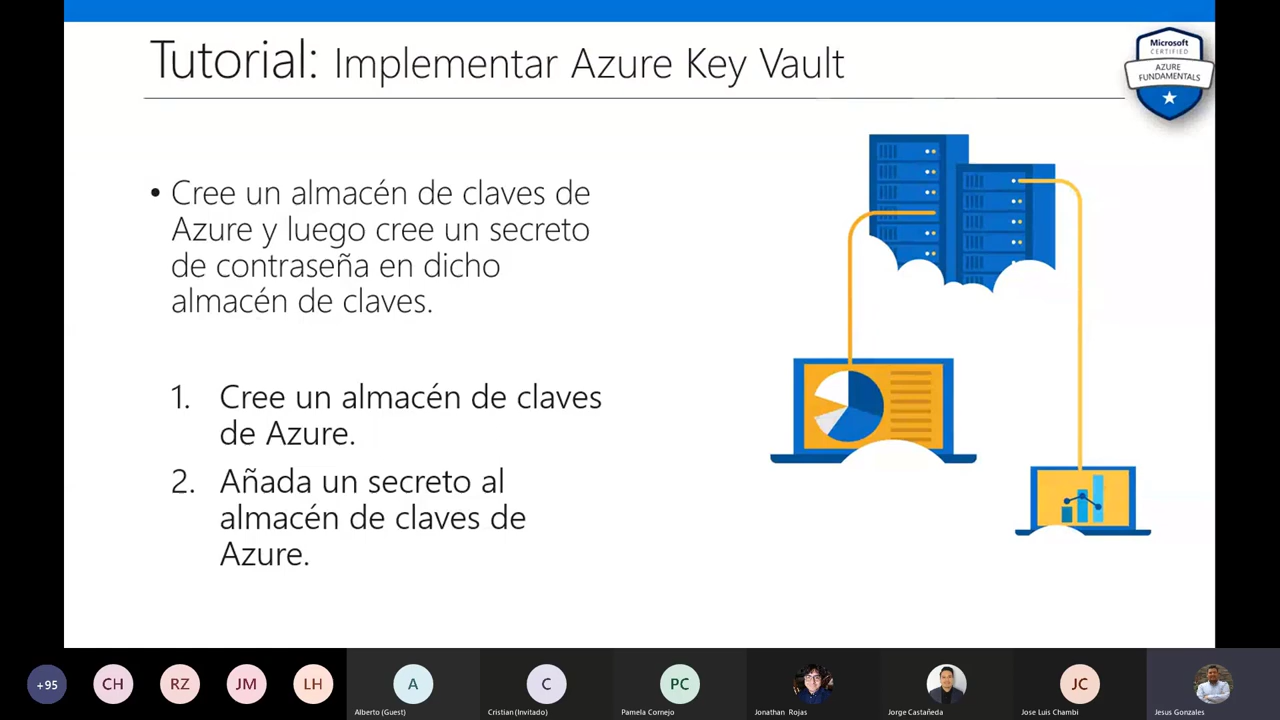 Tutorial: Implementar Azure Key Vault
Microsoft
CERTIFIED
AZURE
FUNDAMENTALS
• Cree un almacén de claves de
Azure y luego cree un secreto
de contraseña en dicho
almacén de claves.
1. Cree un almacén de claves
de Azure.
2. Añada un secreto al
almacén de claves de
Azure.
+95
CH
RZ
JM
LH
A
Alberto (Guest)
C
Cristian (Invitado)
PC
Pamela Cornejo
Jonathan Rojas
Jorge Castañeda
JC
Jose Luis Chambi
Jesus Gonzales